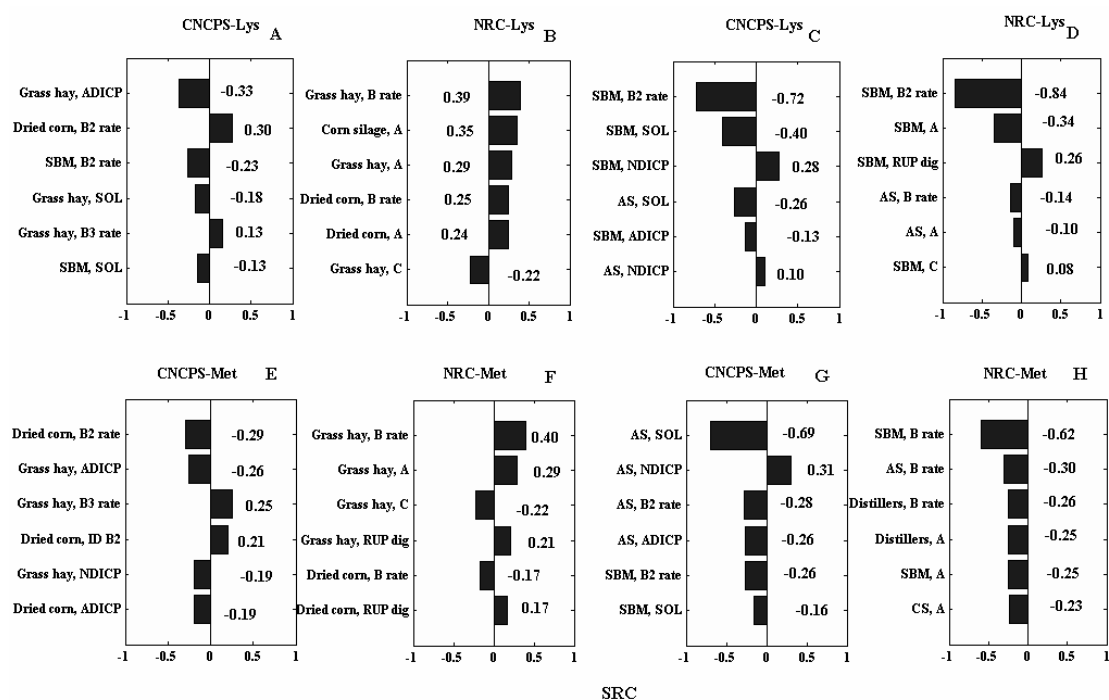 CNCPS-Lys A
Grass hay, ADICP -0.33
Dried corn, B2 rate 0.30
SBM, B2 rate -0.23
Grass hay, SOL -0.18
Grass hay, B3 rate 0.13
SBM, SOL -0.13
-1 -0.5 0 0.5 1
NRC-Lys B
Grass hay, B rate 0.39
Corn silage, A 0.35
Grass hay, A 0.29
Dried corn, B rate 0.25
Dried corn, A 0.24
Grass hay, C -0.22
-1 -0.5 0 0.5 1
CNCPS-Lys C
SBM, B2 rate -0.72
SBM, SOL -0.40
SBM, NDICP 0.28
AS, SOL -0.26
SBM, ADICP -0.13
AS, NDICP 0.10
-1 -0.5 0 0.5 1
NRC-Lys D
SBM, B2 rate -0.84
SBM, A -0.34
SBM, RUP dig 0.26
AS, B rate -0.14
AS, A -0.10
SBM, C 0.08
-1 -0.5 0 0.5 1
CNCPS-Met E
Dried corn, B2 rate -0.29
Grass hay, ADICP -0.26
Grass hay, B3 rate 0.25
Dried corn, ID B2 0.21
Grass hay, NDICP -0.19
Dried corn, ADICP -0.19
-1 -0.5 0 0.5 1
NRC-Met F
Grass hay, B rate 0.40
Grass hay, A 0.29
Grass hay, C -0.22
Grass hay, RUP dig 0.21
Dried corn, B rate -0.17
Dried corn, RUP dig 0.17
-1 -0.5 0 0.5 1
CNCPS-Met G
AS, SOL -0.69
AS, NDICP 0.31
AS, B2 rate -0.28
AS, ADICP -0.26
SBM, B2 rate -0.26
SBM, SOL -0.16
-1 -0.5 0 0.5 1
NRC-Met H
SBM, B rate -0.62
AS, B rate -0.30
Distillers, B rate -0.26
Distillers, A -0.25
SBM, A -0.25
CS, A -0.23
-1 -0.5 0 0.5 1
SRC